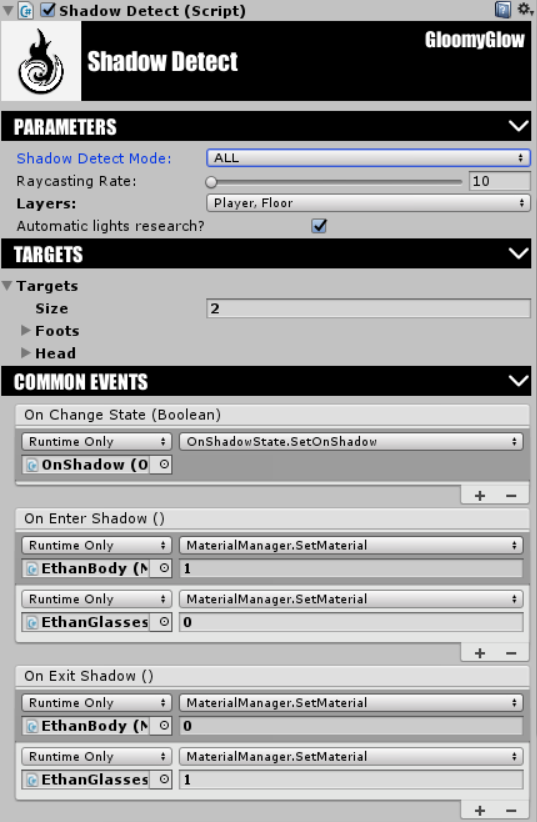 Shadow Detect (Script)
GloomyGlow
Shadow Detect
PARAMETERS
Shadow Detect Mode: ALL
Raycasting Rate: 10
Layers: Player, Floor
Automatic lights research?
TARGETS
Targets
Size 2
Foots
Head
COMMON EVENTS
On Change State (Boolean)
Runtime Only OnShadowState.SetOnShadow
OnShadow (O
+ −
On Enter Shadow ()
Runtime Only MaterialManager.SetMaterial
EthanBody (M 1
Runtime Only MaterialManager.SetMaterial
EthanGlasses 0
+ −
On Exit Shadow ()
Runtime Only MaterialManager.SetMaterial
EthanBody (M 0
Runtime Only MaterialManager.SetMaterial
EthanGlasses 1
+ −